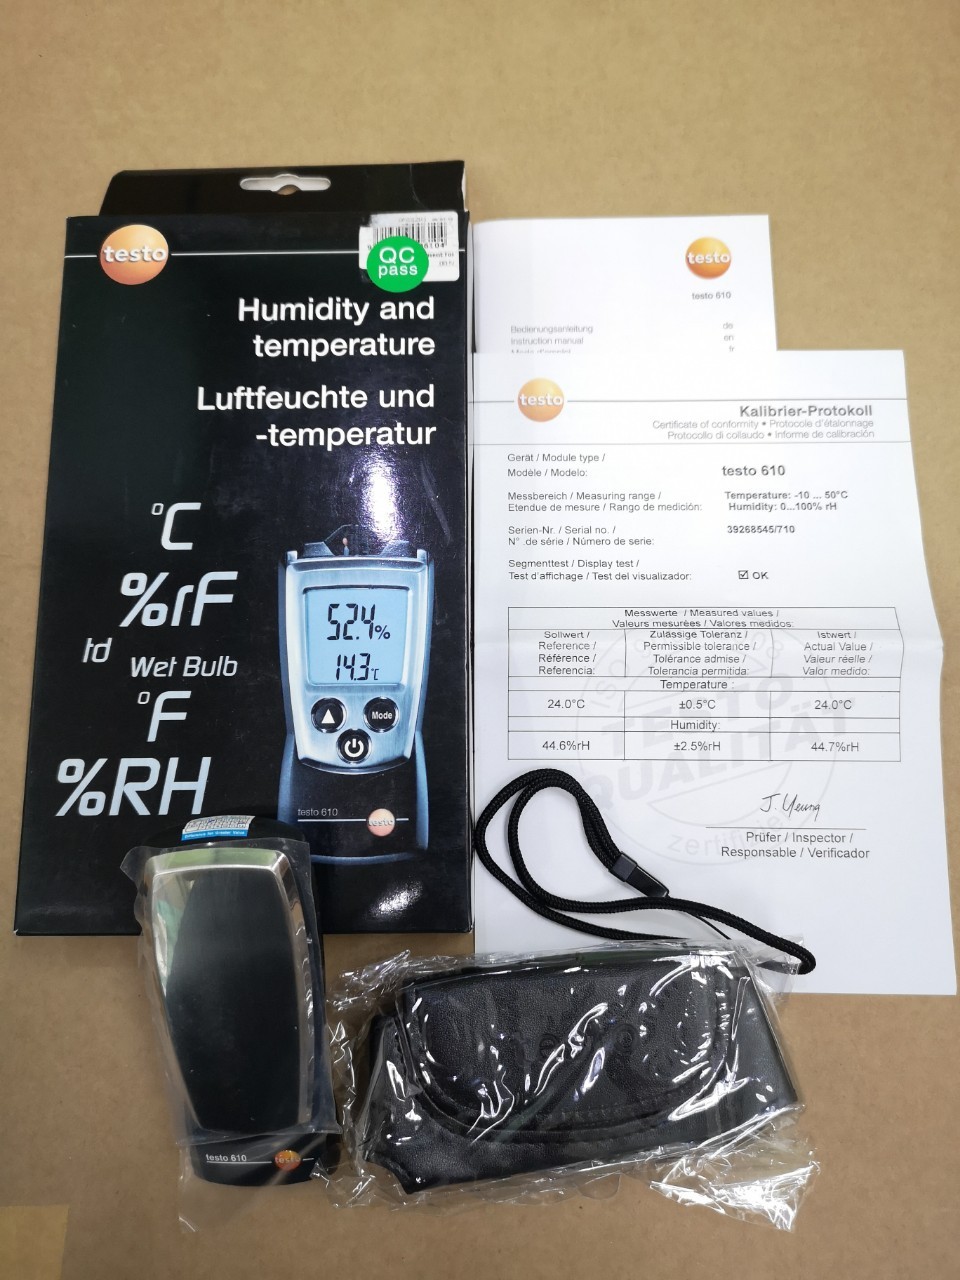 testo
QC
pass
Humidity and
temperature
Luftfeuchte und
-temperatur
°C
%rF
td
Wet Bulb
°F
%RH
52.4%
14.3°C
Mode
testo 610
testo
testo
testo 610
Bedienungsanleitung de
Instruction manual en
fr
testo
Kalibrier-Protokoll
Certificate of conformity • Protocole d'étalonnage
Protocollo di collaudo • Informe de calibración
Gerät / Module type /
Modèle / Modelo:
testo 610
Messbereich / Measuring range /
Etendue de mesure / Rango de medición:
Temperature: -10 ... 50°C
Humidity: 0...100% rH
Serien-Nr. / Serial no. /
N° .de série / Número de serie:
39268545/710
Segmenttest / Display test /
Test d'affichage / Test del visualizador:
☑ OK
Messwerte / Measured values /
Valeurs mesurées / Valores medidos:
Sollwert /
Reference /
Référence /
Referencia:
Zulässige Toleranz /
Permissible tolerance /
Tolérance admise /
Tolerancia permitida:
Istwert /
Actual Value /
Valeur réelle /
Valor medido:
Temperature :
24.0°C ±0.5°C 24.0°C
Humidity:
44.6%rH ±2.5%rH 44.7%rH
TESTO
QUALITÄT
J. Yeung
Prüfer / Inspector /
Responsable / Verificador
testo 610
testo
testo